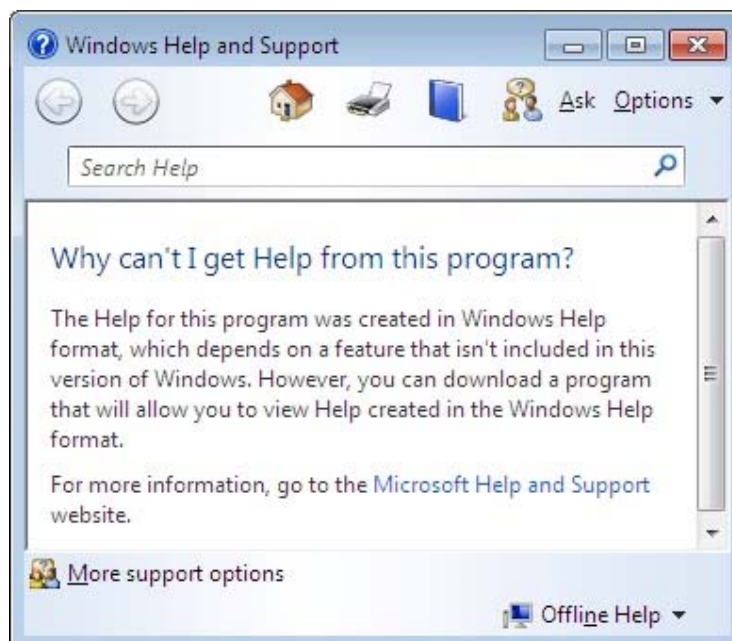 Windows Help and Support
Ask Options
Search Help
Why can't I get Help from this program?
The Help for this program was created in Windows Help
format, which depends on a feature that isn't included in this
version of Windows. However, you can download a program
that will allow you to view Help created in the Windows Help
format.
For more information, go to the Microsoft Help and Support
website.
More support options
Offline Help